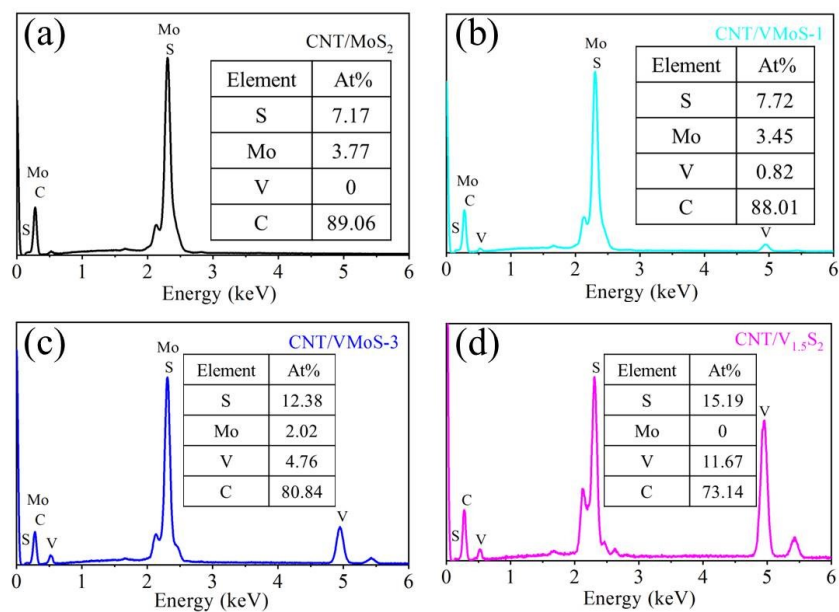 (a)
CNT/MoS₂
Mo
S
Element At%
S 7.17
Mo 3.77
V 0
C 89.06
Mo
C
S
0 1 2 3 4 5 6
Energy (keV)
(b)
CNT/VMoS-1
Mo
S
Element At%
S 7.72
Mo 3.45
V 0.82
C 88.01
Mo
C
S
V
V
0 1 2 3 4 5 6
Energy (keV)
(c)
CNT/VMoS-3
Mo
S
Element At%
S 12.38
Mo 2.02
V 4.76
C 80.84
Mo
C
S
V
V
0 1 2 3 4 5 6
Energy (keV)
(d)
CNT/V₁.₅S₂
S
Element At%
S 15.19
Mo 0
V 11.67
C 73.14
V
C
S
V
0 1 2 3 4 5 6
Energy (keV)